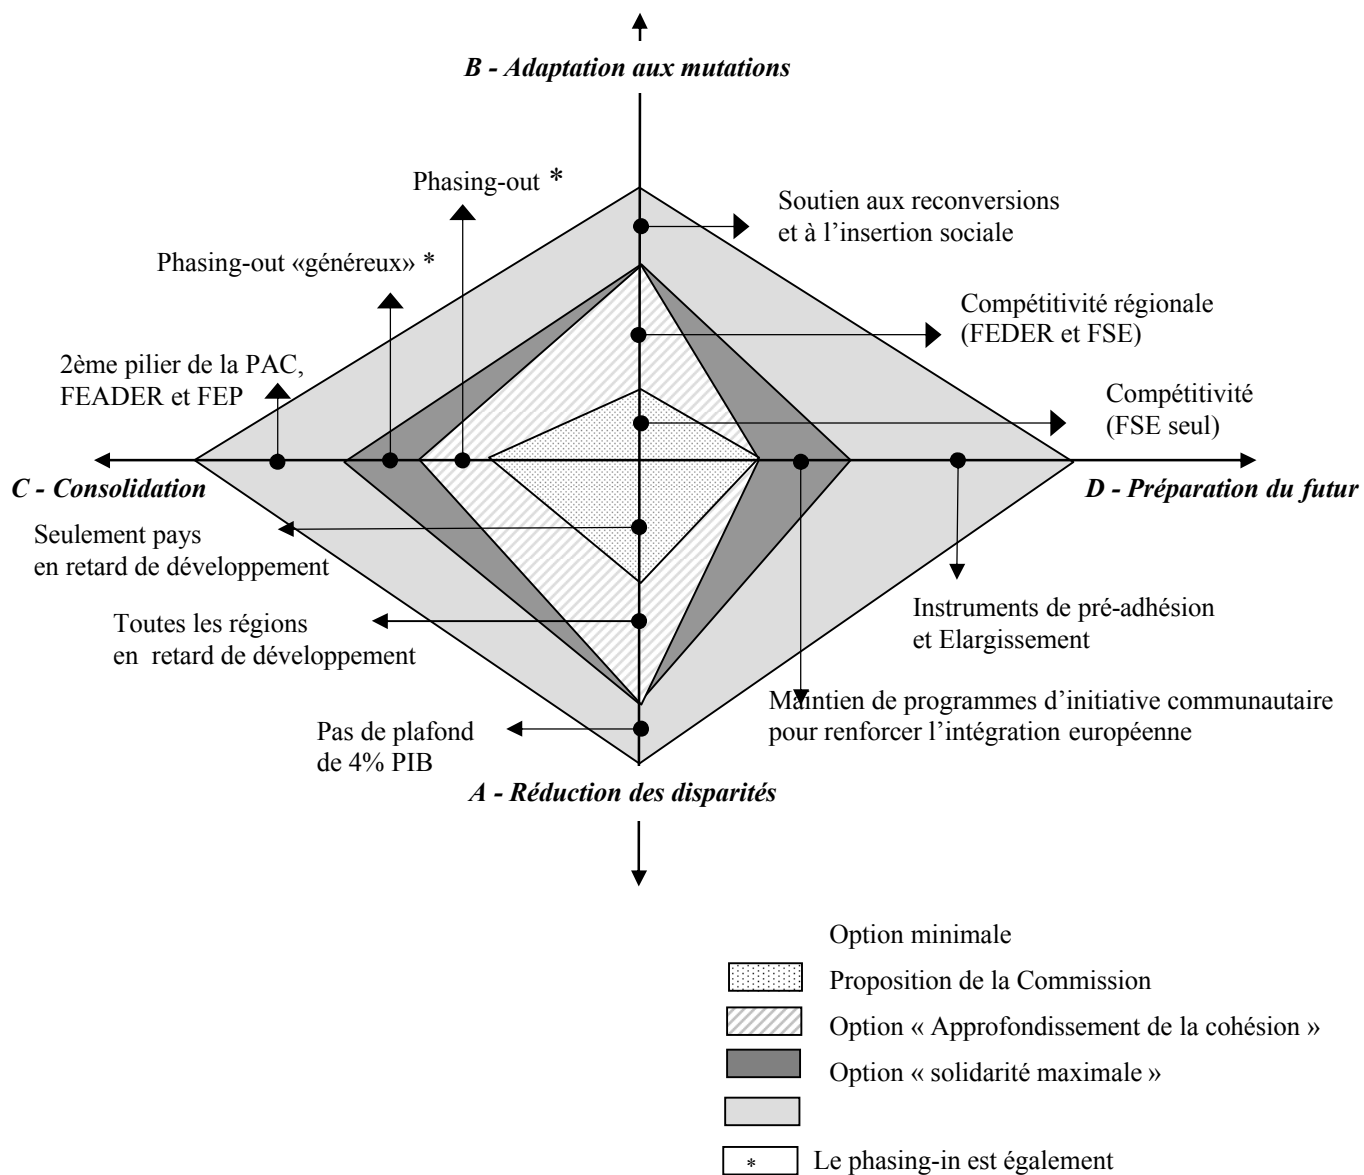 B - Adaptation aux mutations
Phasing-out *
Soutien aux reconversions
et à l’insertion sociale
Phasing-out «généreux» *
Compétitivité régionale
(FEDER et FSE)
2ème pilier de la PAC,
FEADER et FEP
Compétitivité
(FSE seul)
C - Consolidation
D - Préparation du futur
Seulement pays
en retard de développement
Toutes les régions
en retard de développement
Instruments de pré-adhésion
et Elargissement
Maintien de programmes d’initiative communautaire
pour renforcer l’intégration européenne
Pas de plafond
de 4% PIB
A - Réduction des disparités
Option minimale
Proposition de la Commission
Option « Approfondissement de la cohésion »
Option « solidarité maximale »
* Le phasing-in est également